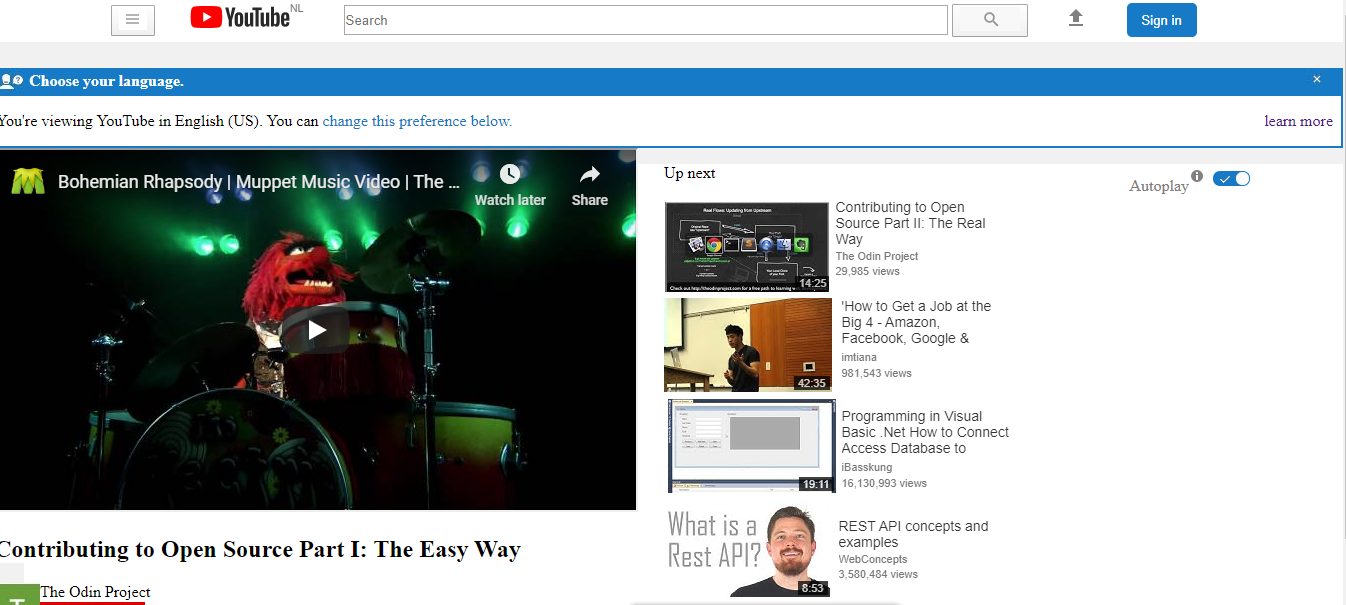 YouTube NL
Search
Sign in
Choose your language.
×
You're viewing YouTube in English (US). You can change this preference below.
learn more
Bohemian Rhapsody | Muppet Music Video | The ...
Watch later
Share
Up next
Autoplay
Contributing to Open
Source Part II: The Real
Way
The Odin Project
29,985 views
14:25
'How to Get a Job at the
Big 4 - Amazon,
Facebook, Google &
imtiana
981,543 views
42:35
Programming in Visual
Basic .Net How to Connect
Access Database to
iBasskung
16,130,993 views
19:11
What is a
Rest API?
8:53
REST API concepts and
examples
WebConcepts
3,580,484 views
Contributing to Open Source Part I: The Easy Way
The Odin Project